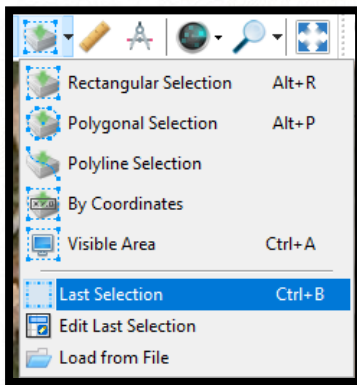 Rectangular Selection Alt+R
Polygonal Selection Alt+P
Polyline Selection
By Coordinates
Visible Area Ctrl+A
Last Selection Ctrl+B
Edit Last Selection
Load from File